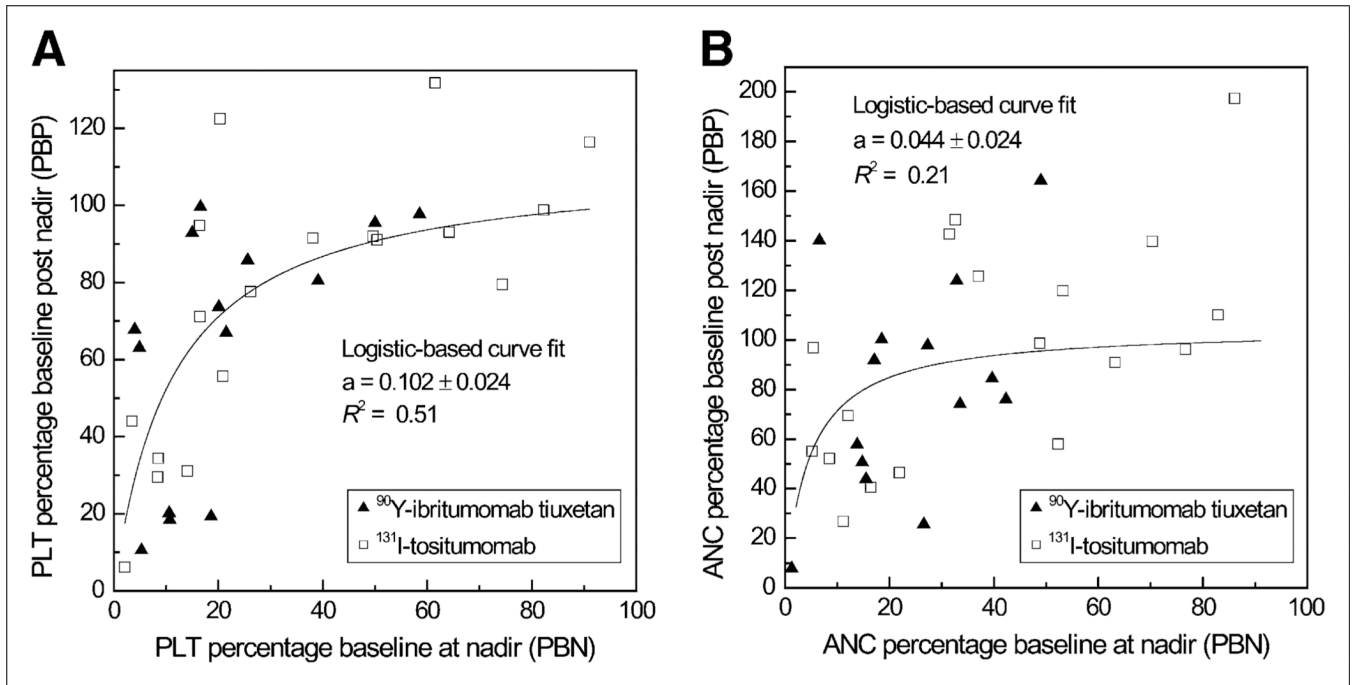 A
PLT percentage baseline post nadir (PBP)
120
100
80
60
40
20
0
Logistic-based curve fit
a = 0.102 ± 0.024
R² = 0.51
⁹⁰Y-ibritumomab tiuxetan
¹³¹I-tositumomab
0 20 40 60 80 100
PLT percentage baseline at nadir (PBN)
B
ANC percentage baseline post nadir (PBP)
200
180
160
140
120
100
80
60
40
20
0
Logistic-based curve fit
a = 0.044 ± 0.024
R² = 0.21
⁹⁰Y-ibritumomab tiuxetan
¹³¹I-tositumomab
0 20 40 60 80 100
ANC percentage baseline at nadir (PBN)